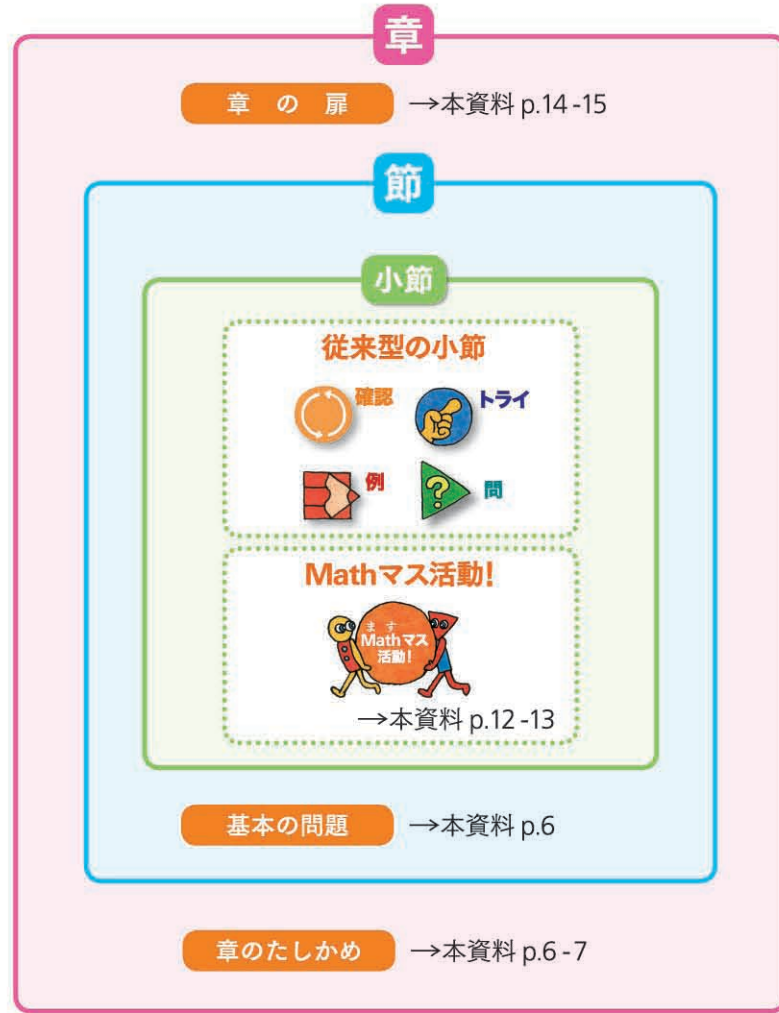 章
章の扉 →本資料 p.14-15
節
小節
従来型の小節
確認 トライ
例 ? 問
Mathマス活動!
ます
Mathマス
活動!
→本資料 p.12-13
基本の問題 →本資料 p.6
章のたしかめ →本資料 p.6-7